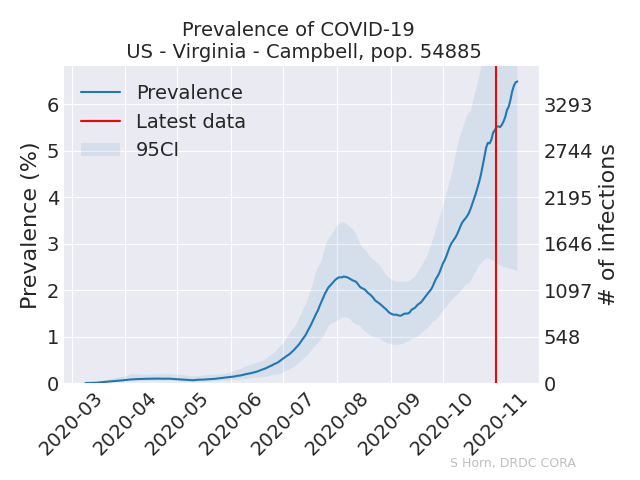 Prevalence of COVID-19
US - Virginia - Campbell, pop. 54885
Prevalence
Latest data
95CI
Prevalence (%)
6
5
4
3
2
1
0
3293
2744
2195
1646
1097
548
0
# of infections
2020-03
2020-04
2020-05
2020-06
2020-07
2020-08
2020-09
2020-10
2020-11
S Horn, DRDC CORA